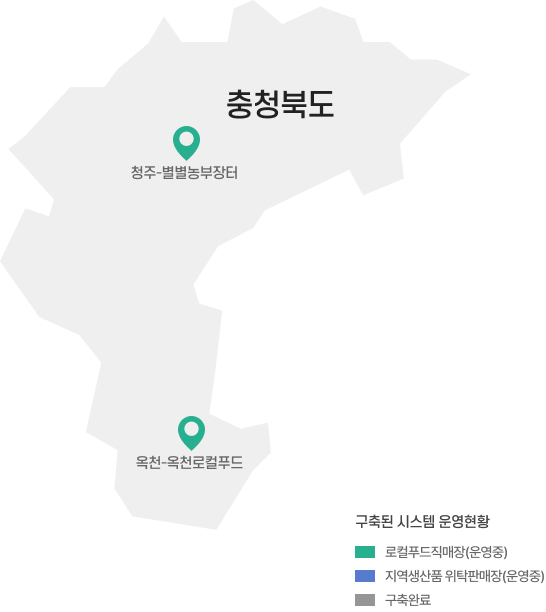 충청북도
청주-별별농부장터
옥천-옥천로컬푸드
구축된 시스템 운영현황
로컬푸드직매장(운영중)
지역생산품 위탁판매장(운영중)
구축완료